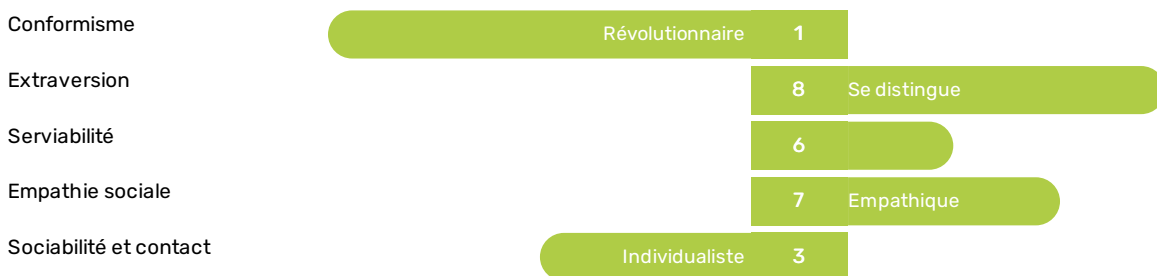 Conformisme Révolutionnaire 1
Extraversion 8 Se distingue
Serviabilité 6
Empathie sociale 7 Empathique
Sociabilité et contact Individualiste 3